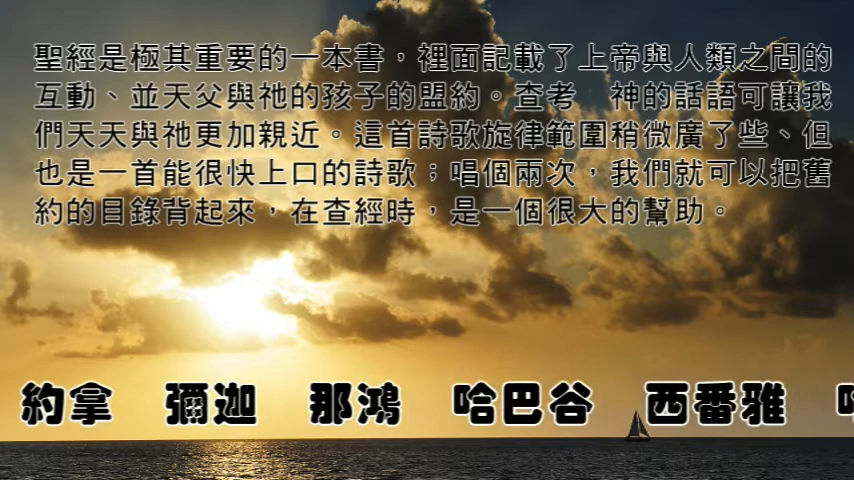 聖經是極其重要的一本書，裡面記載了上帝與人類之間的
互動、並天父與祂的孩子的盟約。查考　神的話語可讓我
們天天與祂更加親近。這首詩歌旋律範圍稍微廣了些、但
也是一首能很快上口的詩歌；唱個兩次，我們就可以把舊
約的目錄背起來，在查經時，是一個很大的幫助。
約拿　彌迦　那鴻　哈巴谷　西番雅